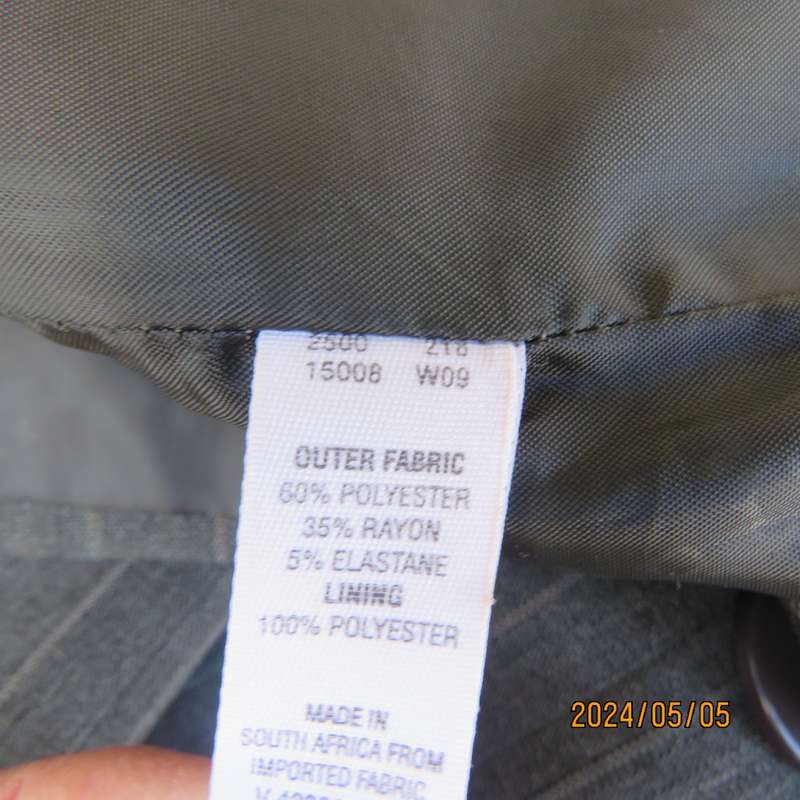 2500 218
15008 W09
OUTER FABRIC
60% POLYESTER
35% RAYON
5% ELASTANE
LINING
100% POLYESTER
MADE IN
SOUTH AFRICA FROM
IMPORTED FABRIC
2024/05/05